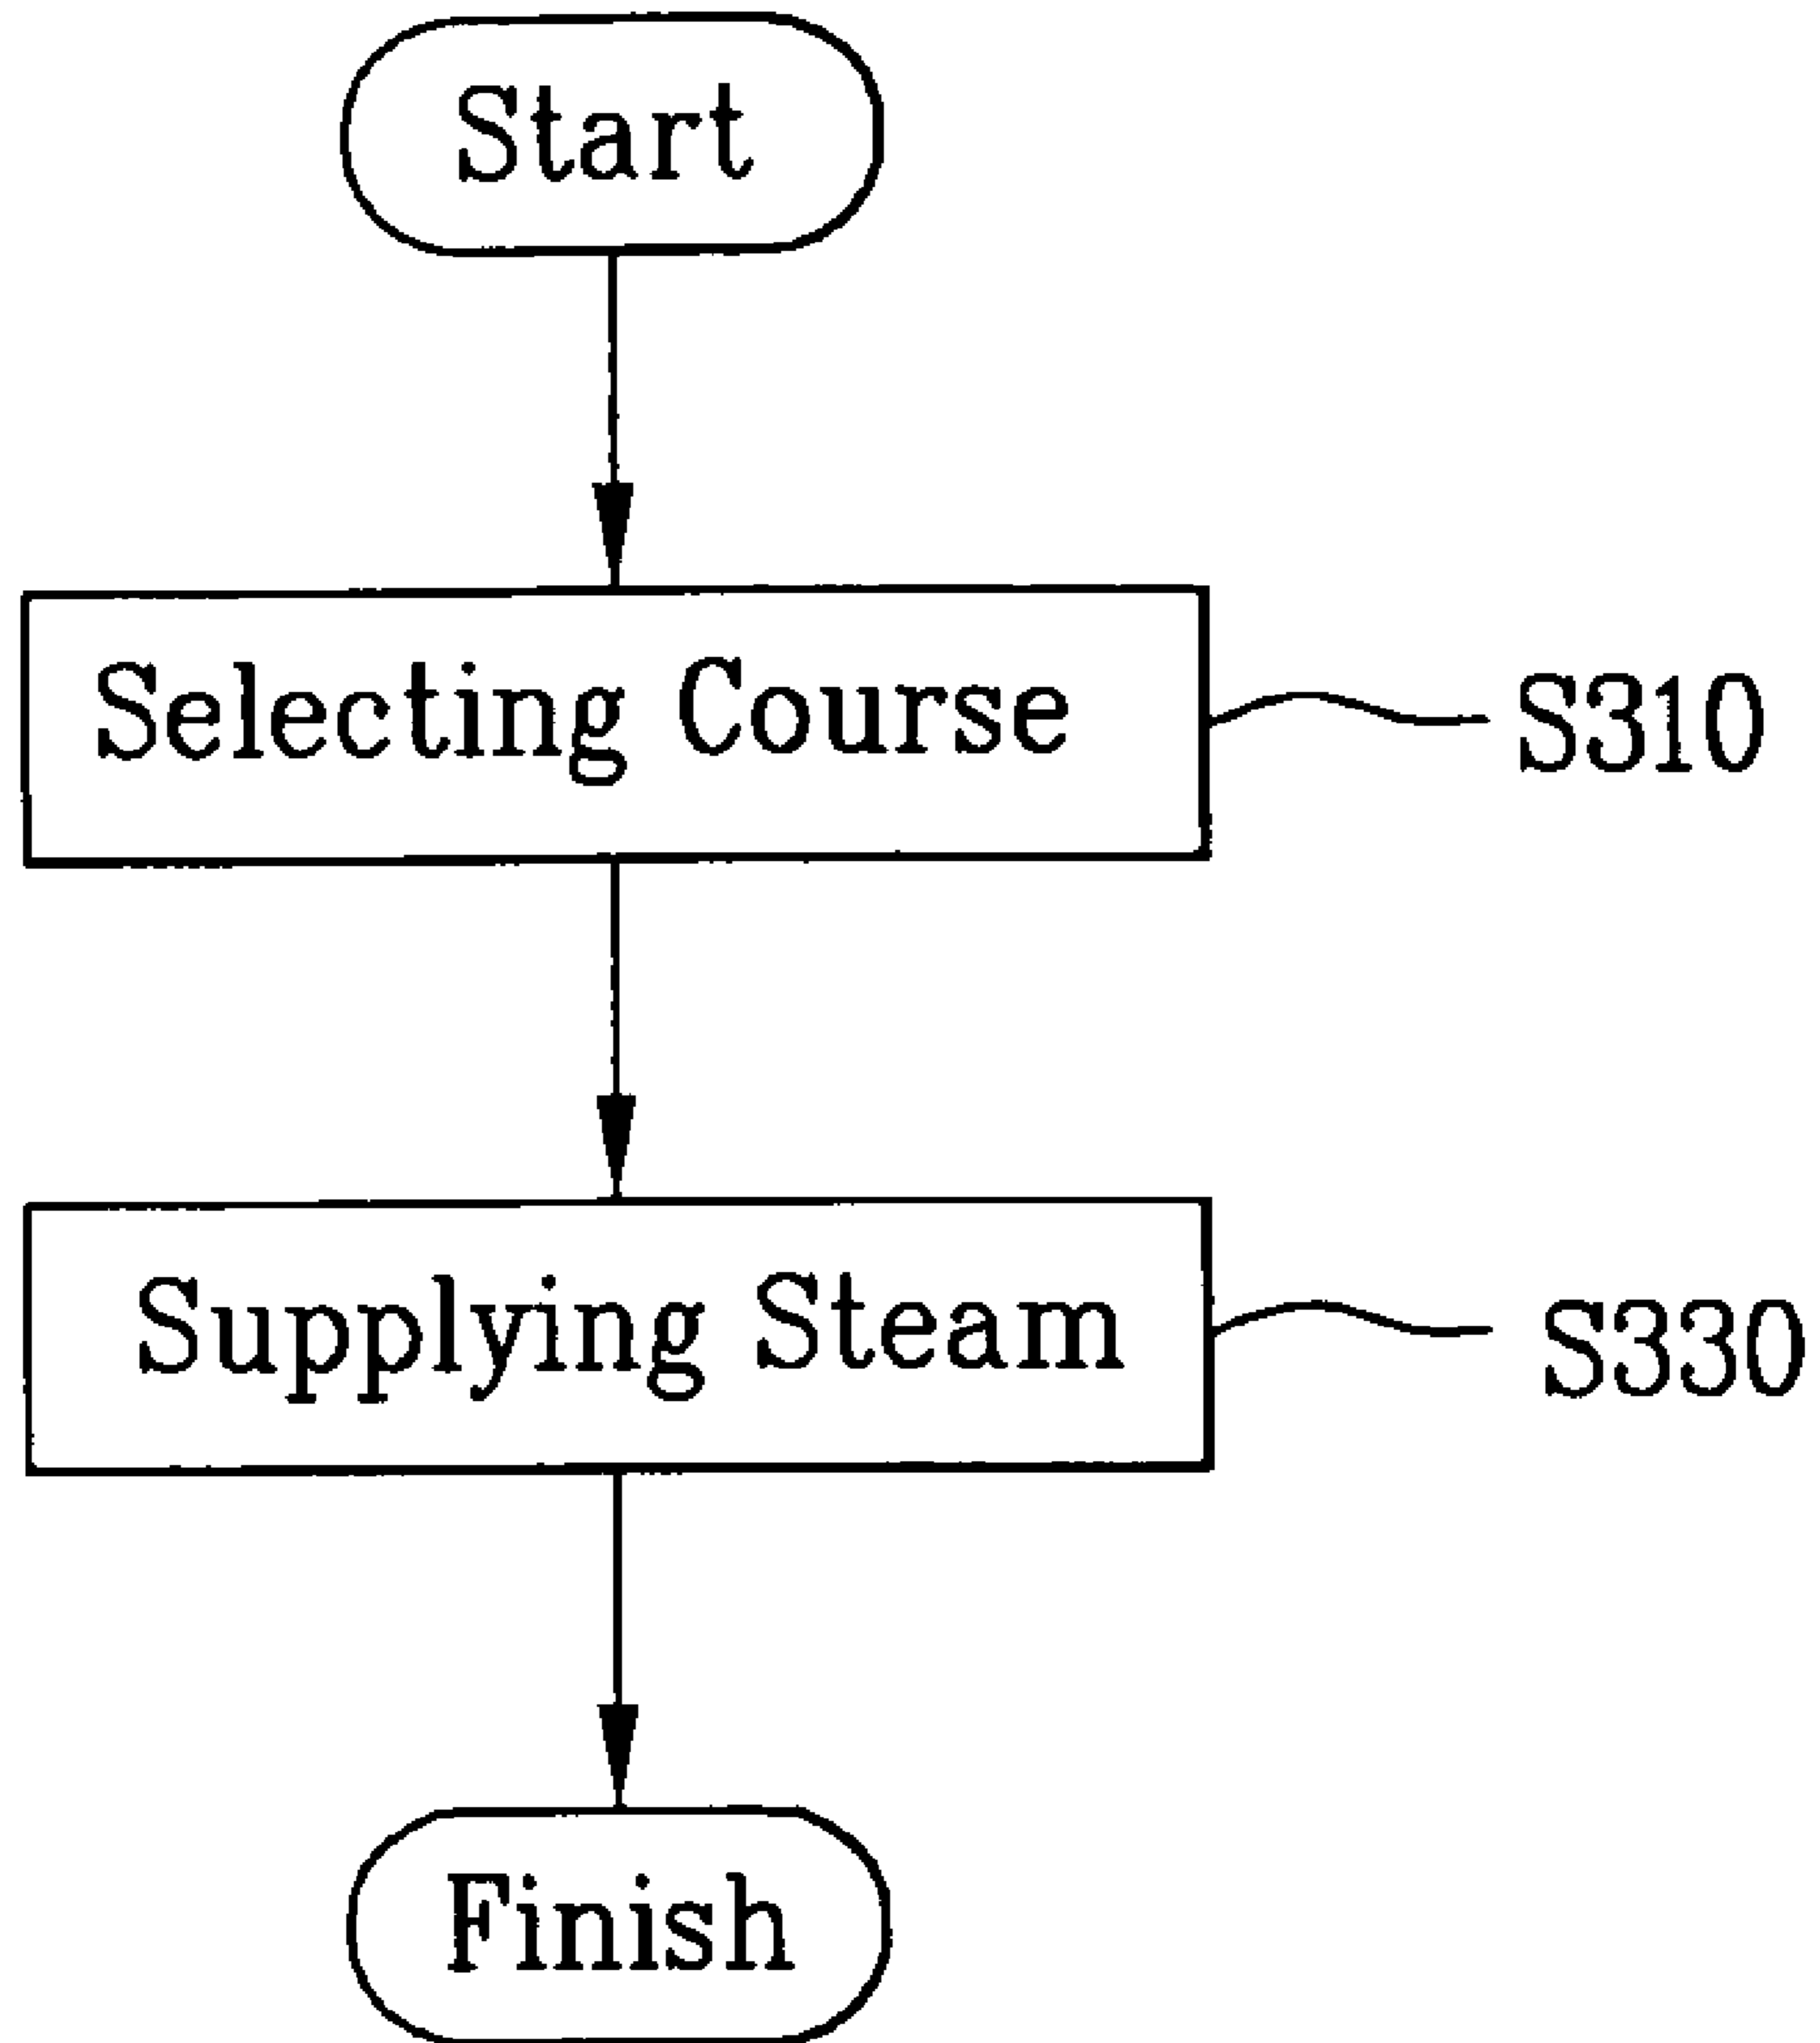 Start
Selecting Course
S310
Supplying Steam
S330
Finish